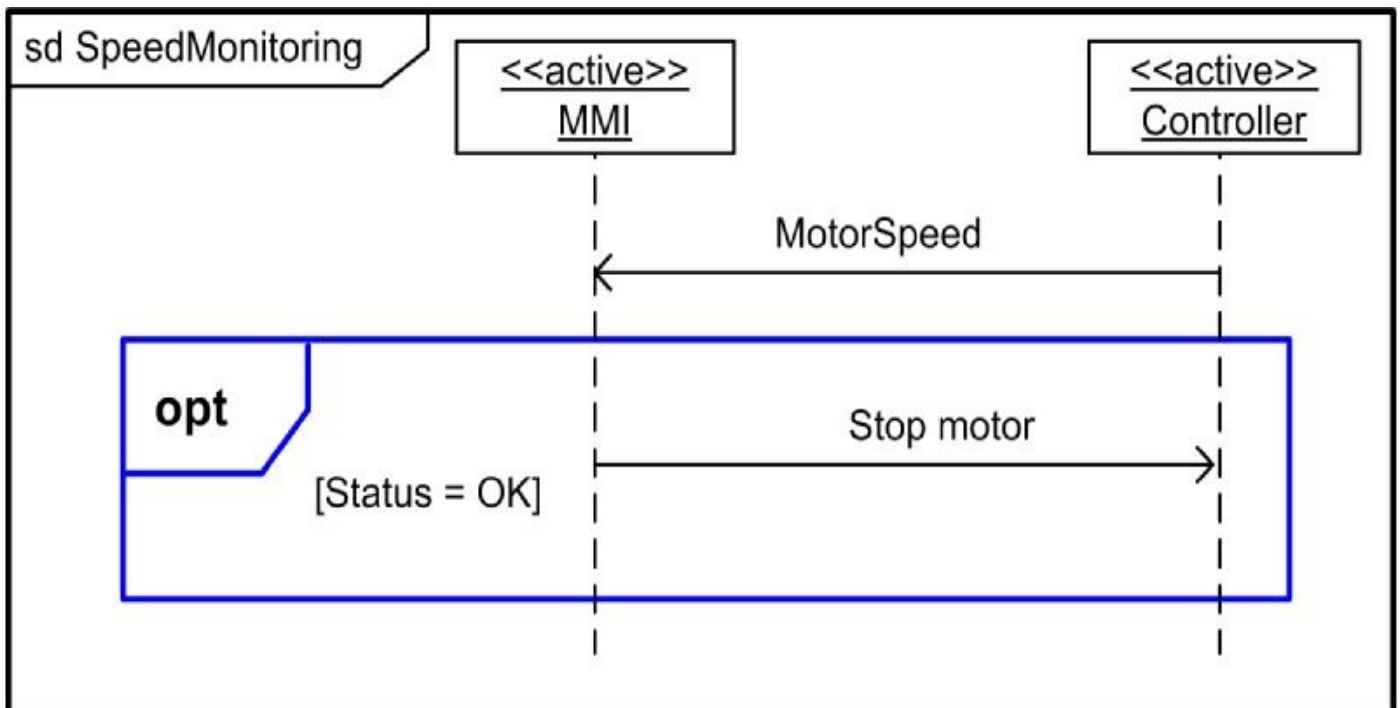 sd SpeedMonitoring
<<active>>
MMI
<<active>>
Controller
MotorSpeed
opt
Stop motor
[Status = OK]